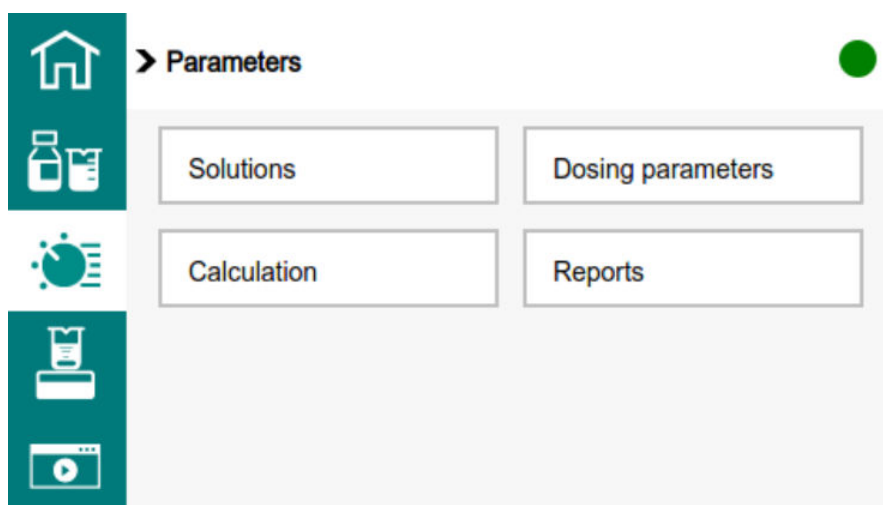 Parameters
Solutions
Dosing parameters
Calculation
Reports